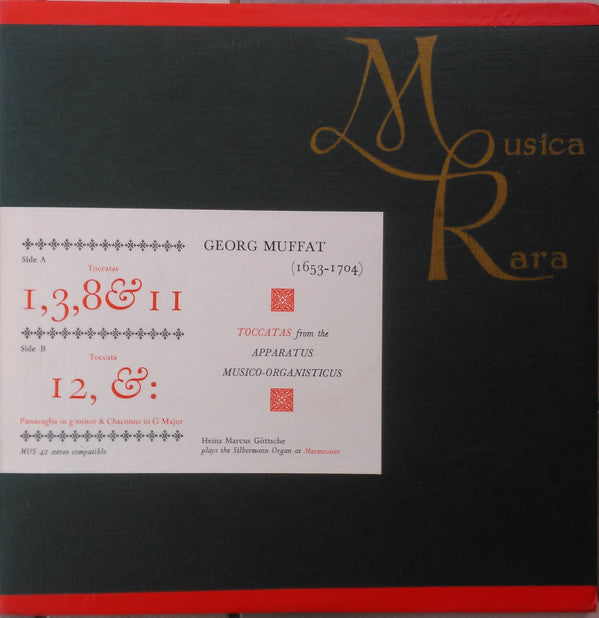 Musica
Rara
Side A
Toccatas
1,3,8& 11
Side B
Toccata
12, &:
Passacaglia in g minor & Chaconne in G Major
MUS 42 stereo compatible
GEORG MUFFAT
(1653-1704)
TOCCATAS from the
APPARATUS
MUSICO-ORGANISTICUS
Heinz Marcus Göttsche
plays the Silbermann Organ at Marmoutier